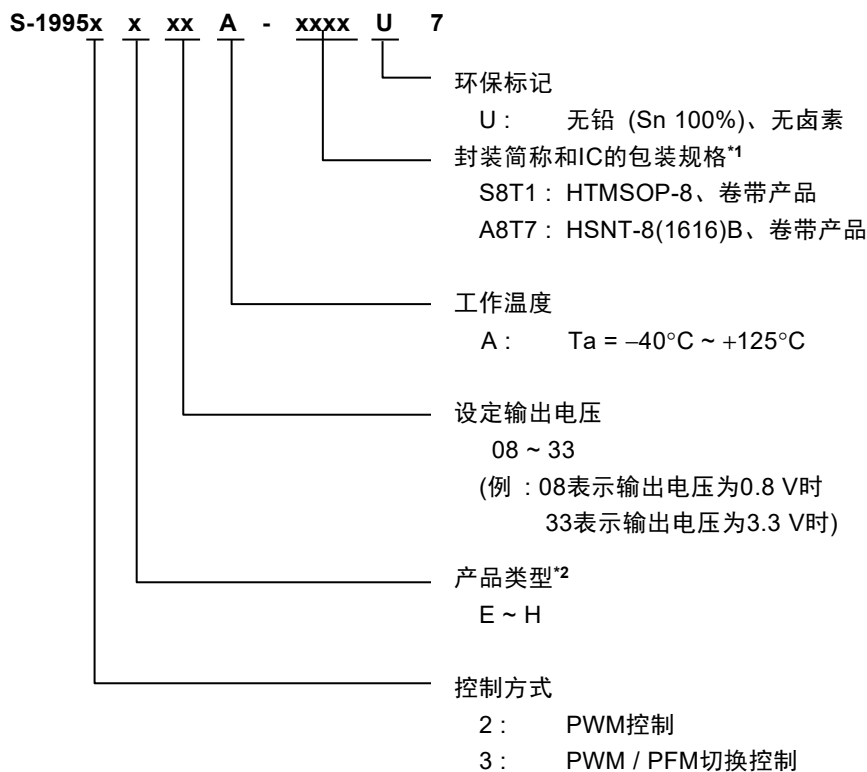 S-1995x x xx A - xxxx U 7
环保标记
U : 无铅 (Sn 100%)、无卤素
封装简称和IC的包装规格*1
S8T1 : HTMSOP-8、卷带产品
A8T7 : HSNT-8(1616)B、卷带产品
工作温度
A : Ta = −40°C ~ +125°C
设定输出电压
08 ~ 33
(例 : 08表示输出电压为0.8 V时
33表示输出电压为3.3 V时)
产品类型*2
E ~ H
控制方式
2 : PWM控制
3 : PWM / PFM切换控制